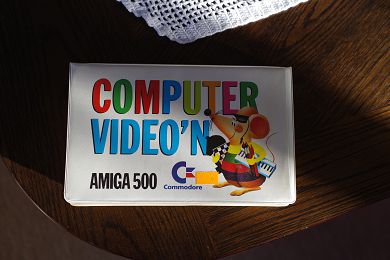 COMPUTER
VIDEO'N
AMIGA 500
Commodore